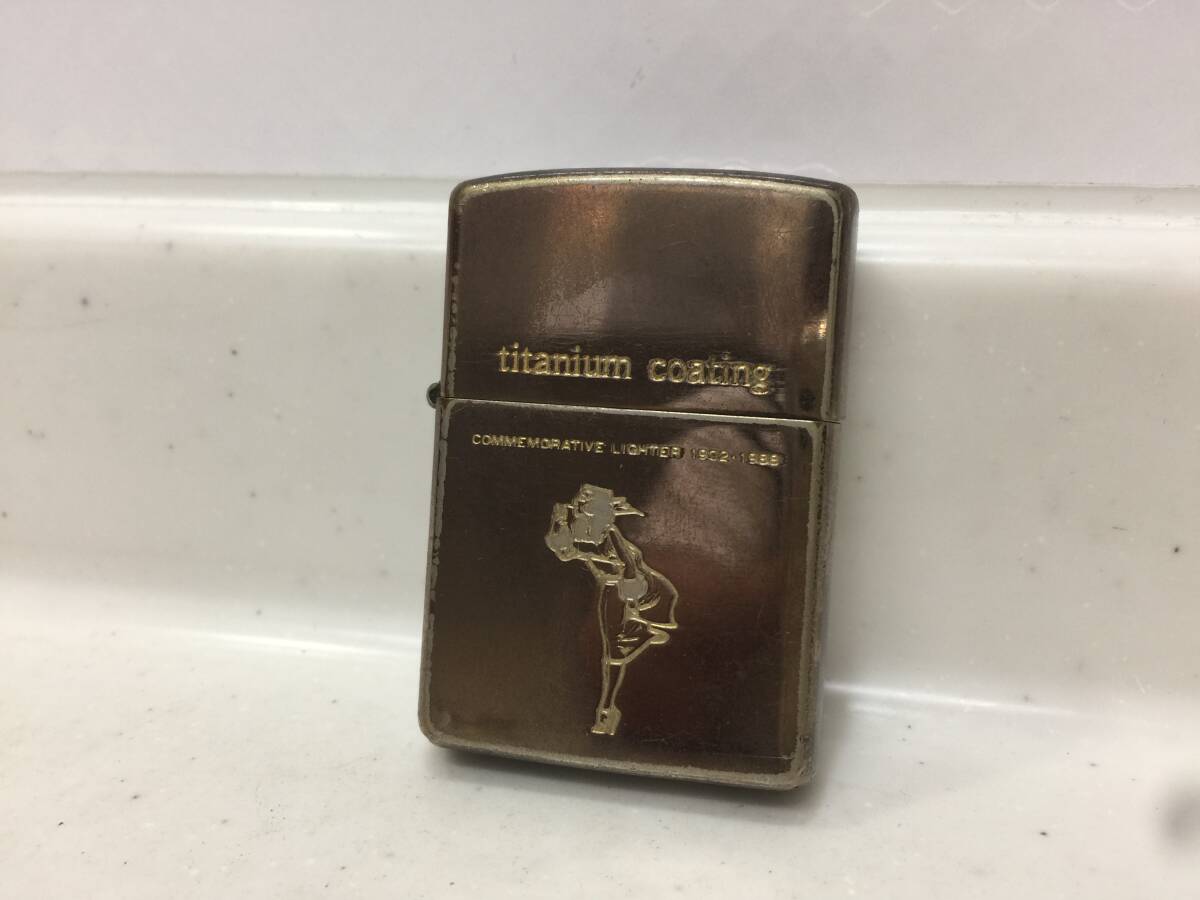 titanium coating
COMMEMORATIVE LIGHTER 1932・1988